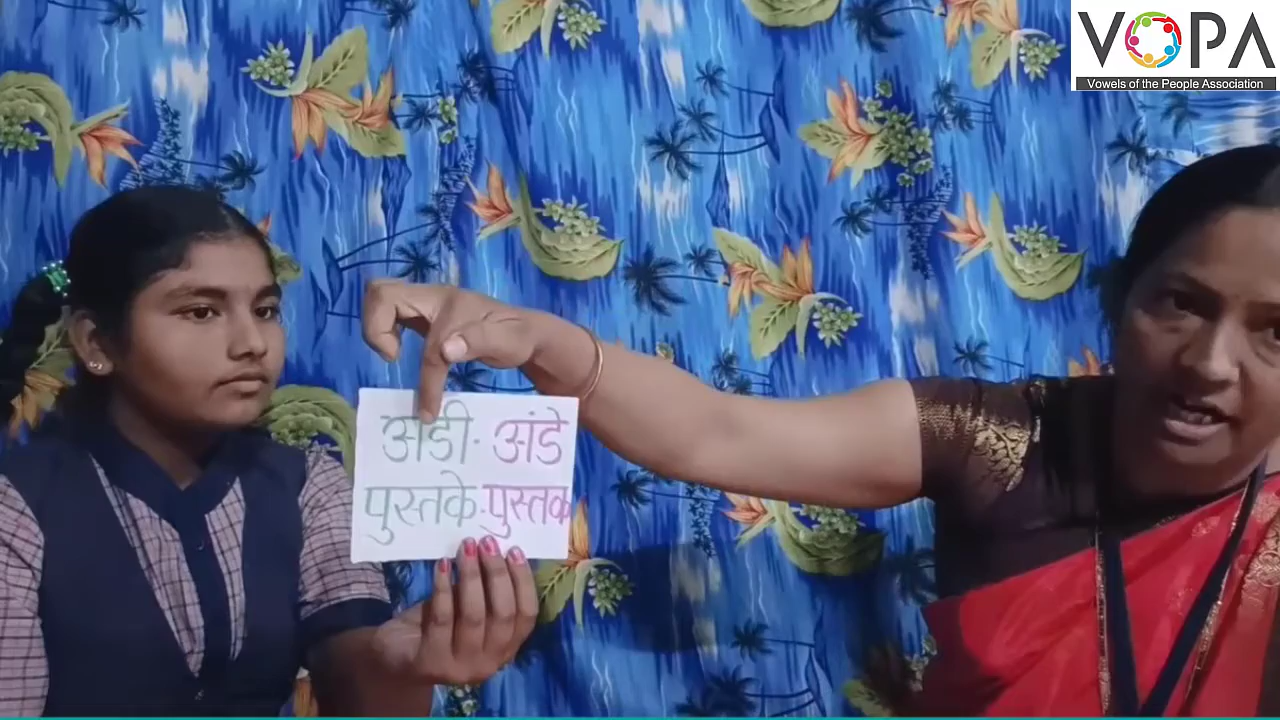 VOPA
Vowels of the People Association
अंडी - अंडे
पुस्तके - पुस्तक